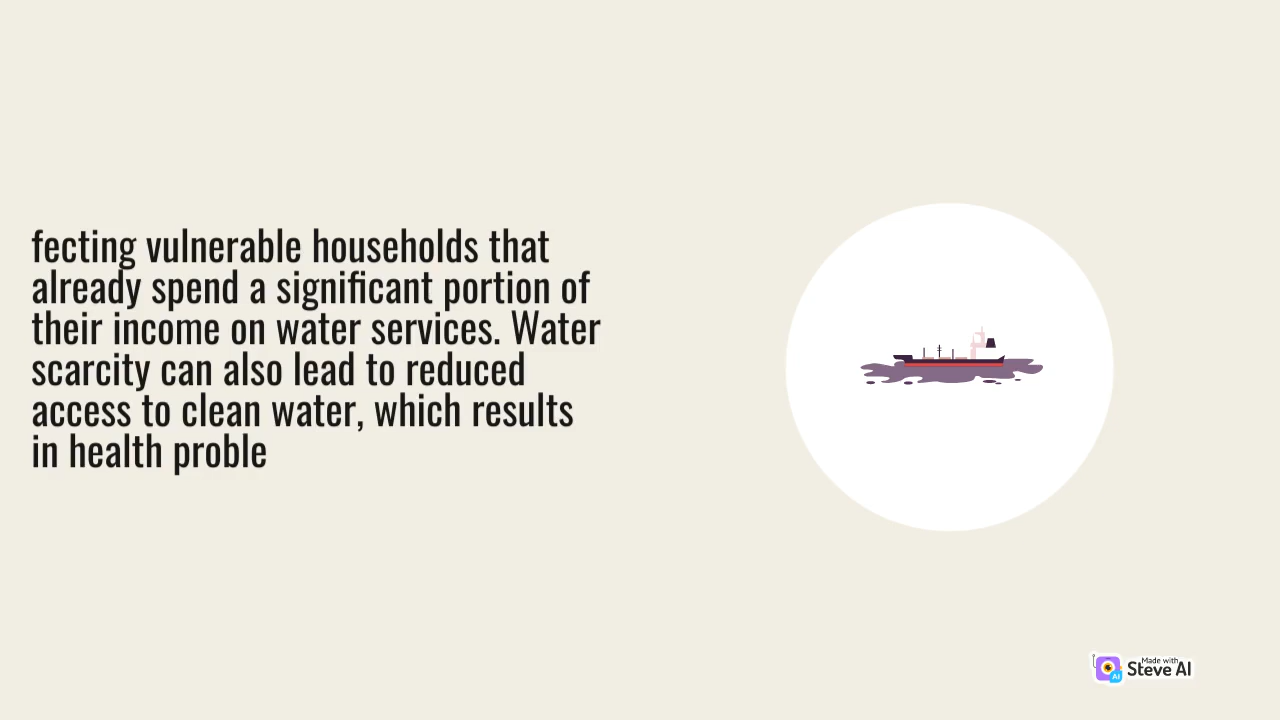 fecting vulnerable households that
already spend a significant portion of
their income on water services. Water
scarcity can also lead to reduced
access to clean water, which results
in health proble
Made with
Steve AI
AI